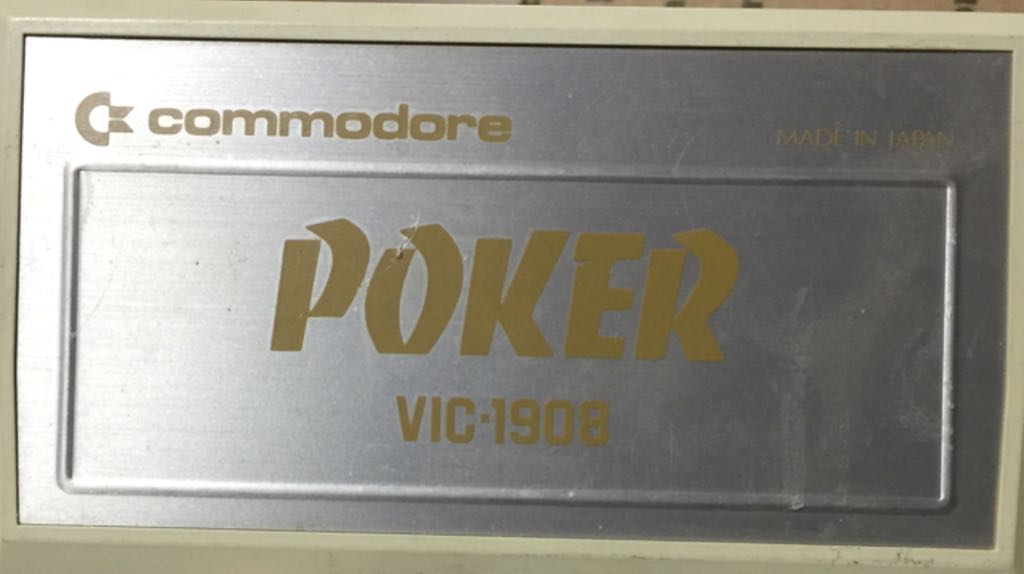 commodore
MADE IN JAPAN
POKER
VIC-1908